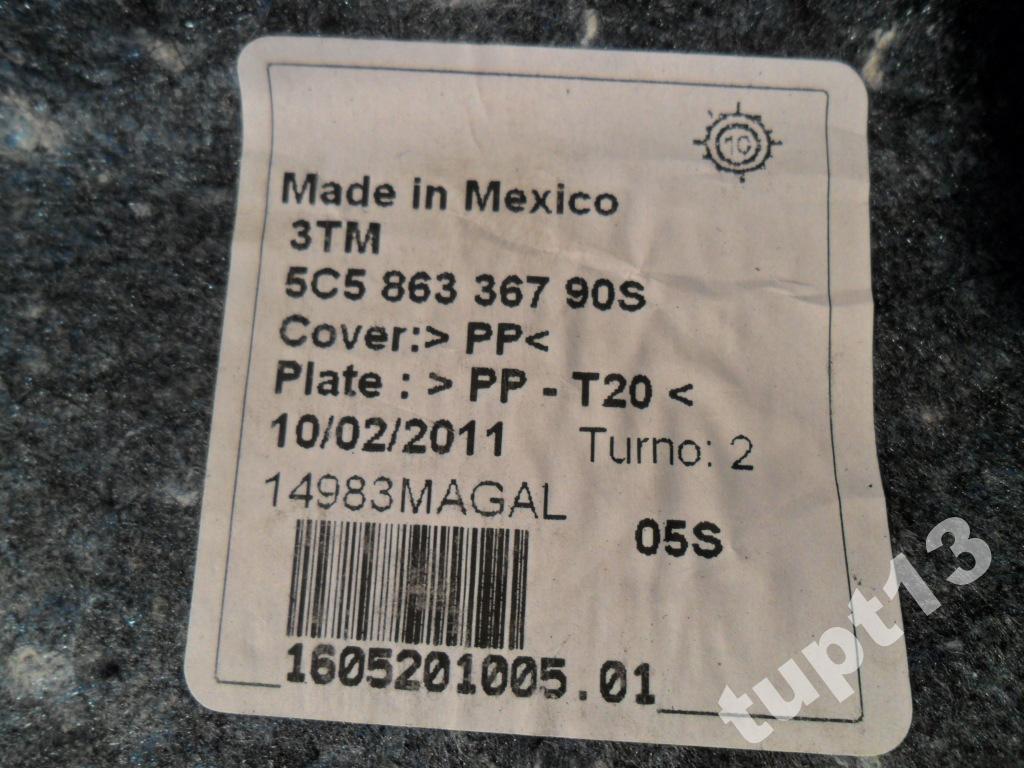 10
Made in Mexico
3TM
5C5 863 367 90S
Cover:> PP<
Plate : > PP - T20 <
10/02/2011 Turno: 2
14983MAGAL
05S
1605201005.01
tupt13